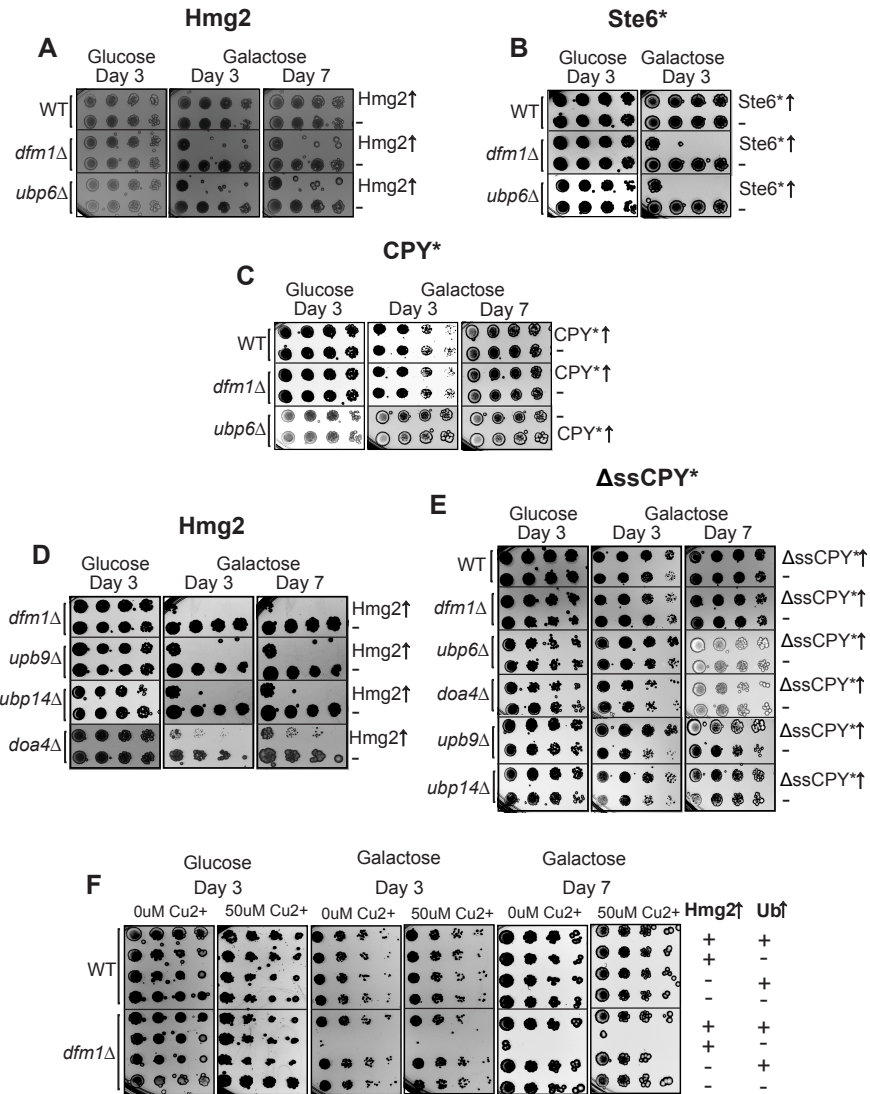 Hmg2
A
Glucose Galactose
Day 3 Day 3 Day 7
WT Hmg2↑
-
dfm1Δ Hmg2↑
-
ubp6Δ Hmg2↑
-
Ste6*
B
Glucose Galactose
Day 3 Day 3
WT Ste6*↑
-
dfm1Δ Ste6*↑
-
ubp6Δ Ste6*↑
-
CPY*
C
Glucose Galactose
Day 3 Day 3 Day 7
WT CPY*↑
-
dfm1Δ CPY*↑
-
ubp6Δ -
CPY*↑
Hmg2
D
Glucose Galactose
Day 3 Day 3 Day 7
dfm1Δ Hmg2↑
-
upb9Δ Hmg2↑
-
ubp14Δ Hmg2↑
-
doa4Δ Hmg2↑
-
ΔssCPY*
E
Glucose Galactose
Day 3 Day 3 Day 7
WT ΔssCPY*↑
-
dfm1Δ ΔssCPY*↑
-
ubp6Δ ΔssCPY*↑
-
doa4Δ ΔssCPY*↑
-
upb9Δ ΔssCPY*↑
-
ubp14Δ ΔssCPY*↑
-
F
Glucose Galactose Galactose
Day 3 Day 3 Day 7
0uM Cu2+ 50uM Cu2+ 0uM Cu2+ 50uM Cu2+ 0uM Cu2+ 50uM Cu2+ Hmg2↑ Ub↑
WT + +
+ -
- +
- -
dfm1Δ + +
+ -
- +
- -